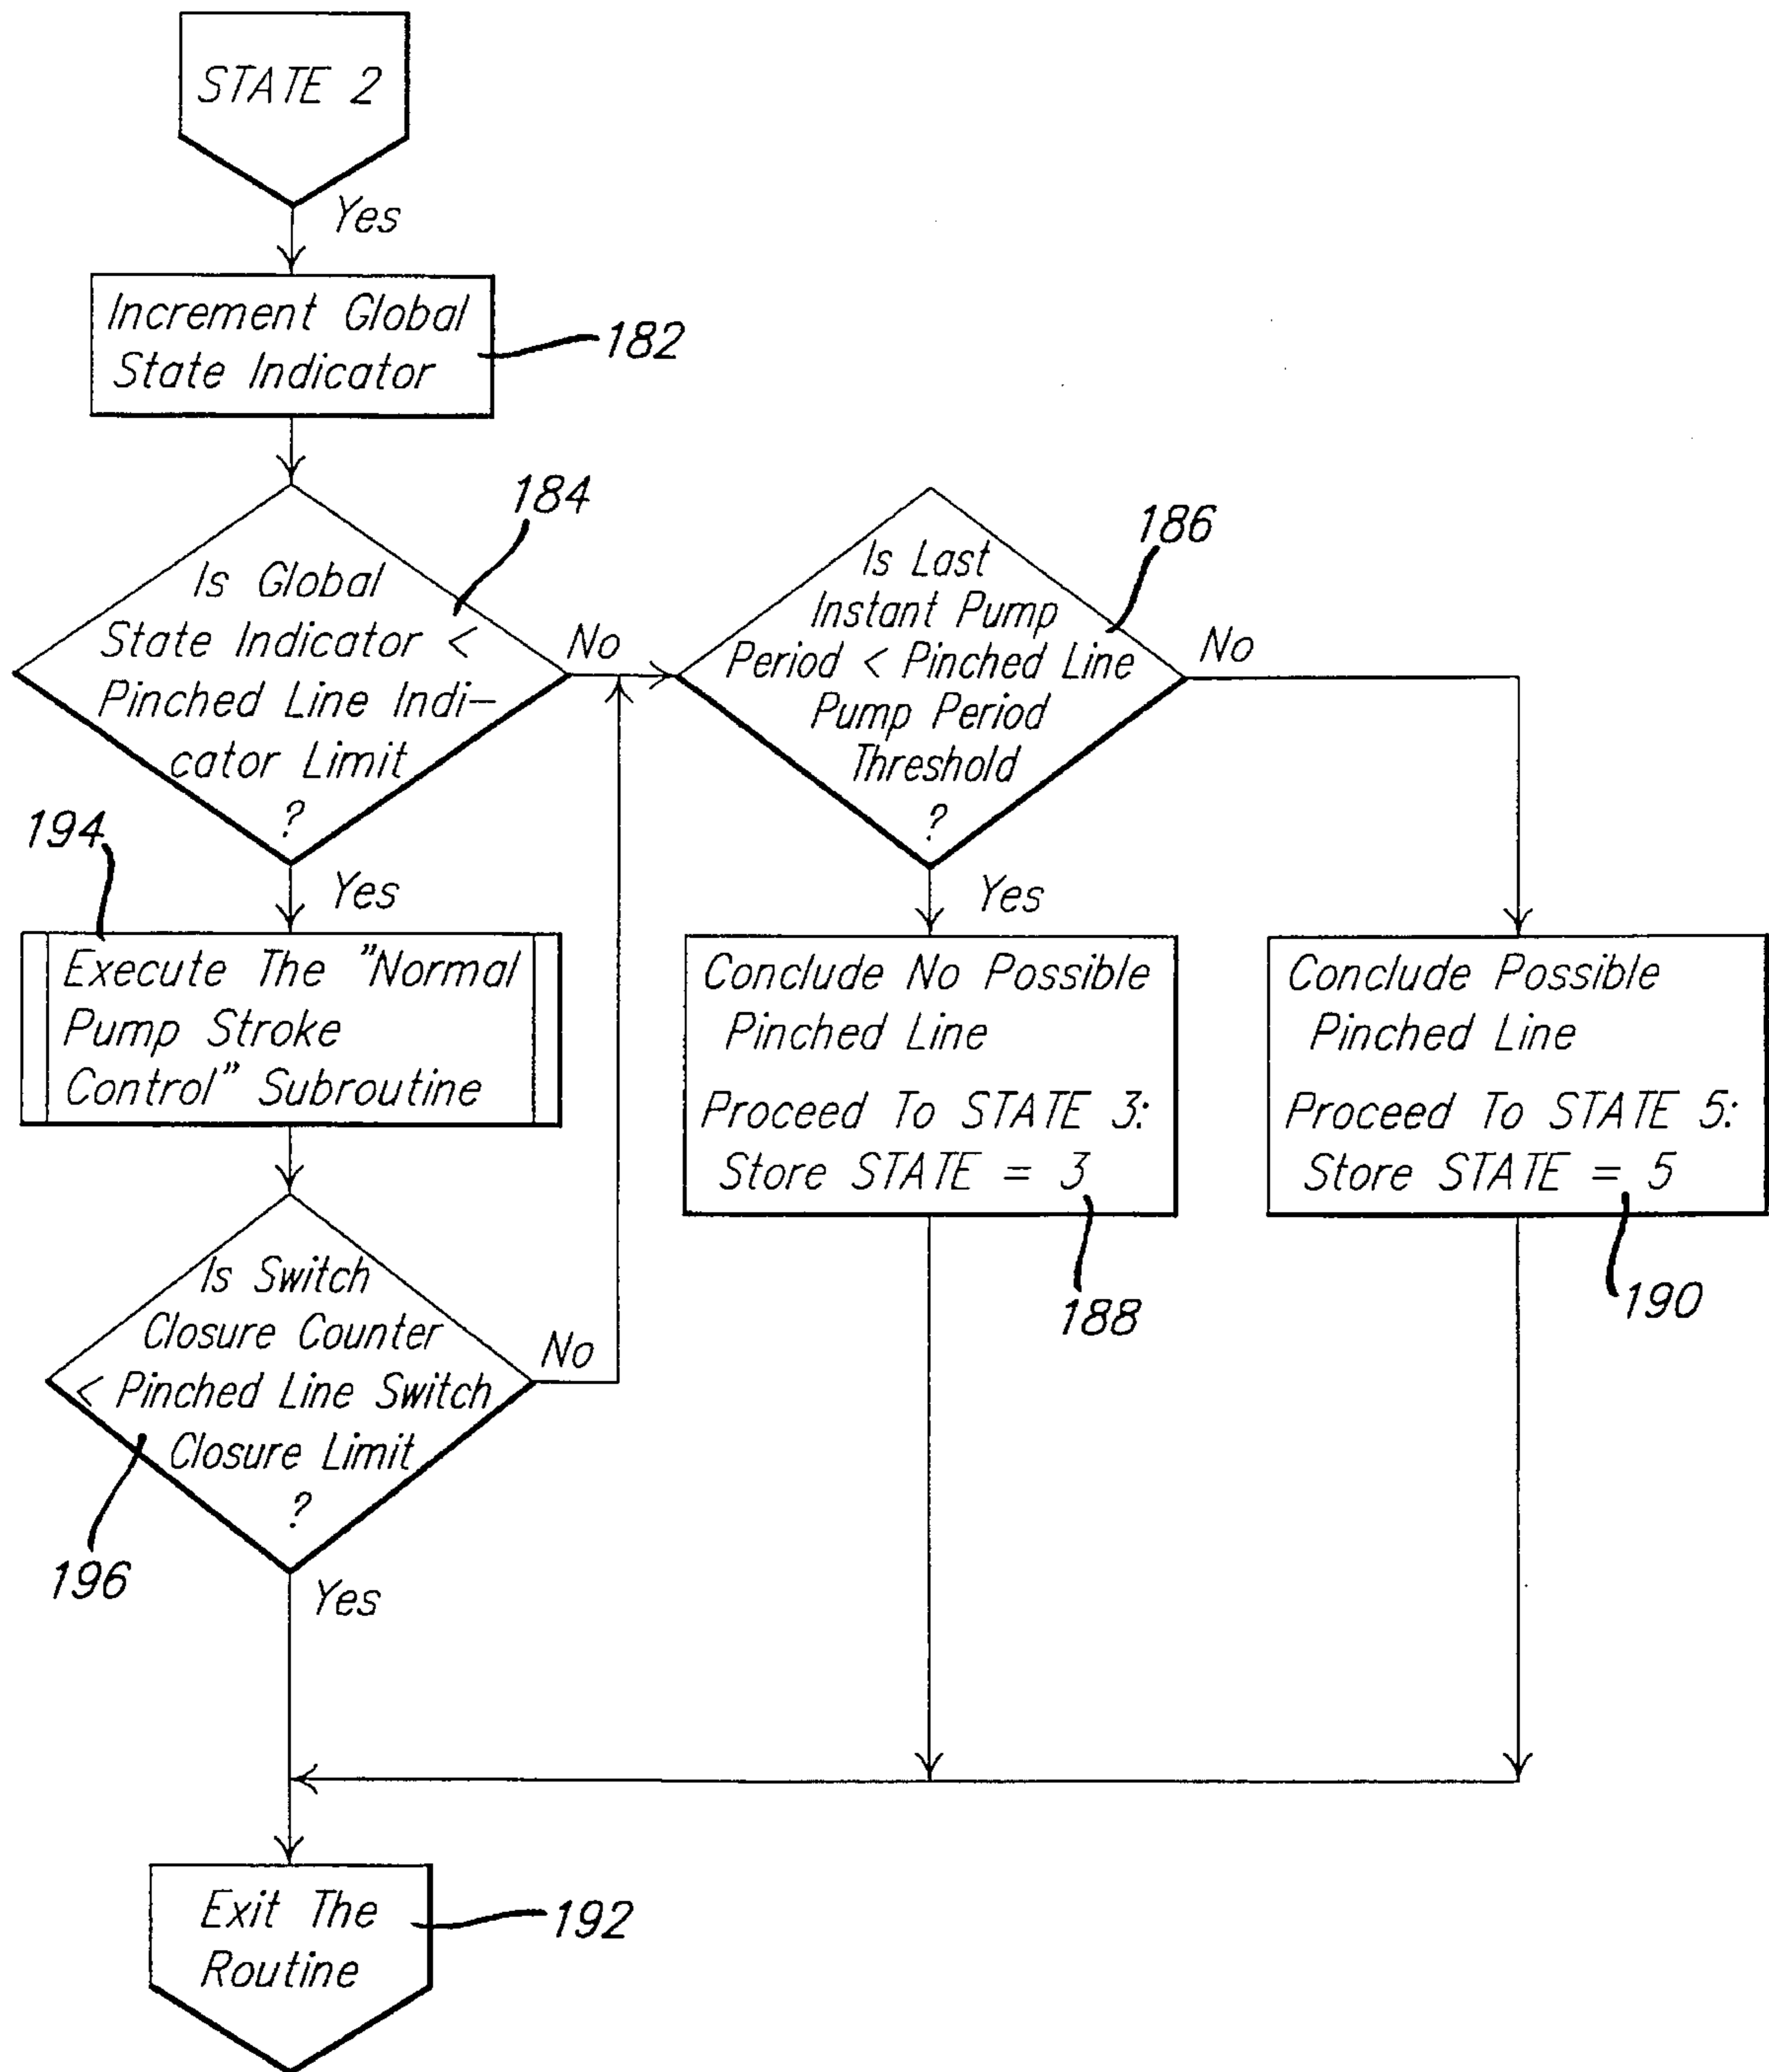 STATE 2
Yes
Increment Global
State Indicator
182
184
Is Global
State Indicator <
Pinched Line Indi-
cator Limit
?
No
186
Is Last
Instant Pump
Period < Pinched Line
Pump Period
Threshold
?
No
194
Yes
Execute The "Normal
Pump Stroke
Control" Subroutine
Yes
Conclude No Possible
Pinched Line
Proceed To STATE 3:
Store STATE = 3
188
Conclude Possible
Pinched Line
Proceed To STATE 5:
Store STATE = 5
190
Is Switch
Closure Counter
< Pinched Line Switch
Closure Limit
?
No
196
Yes
Exit The
Routine
192